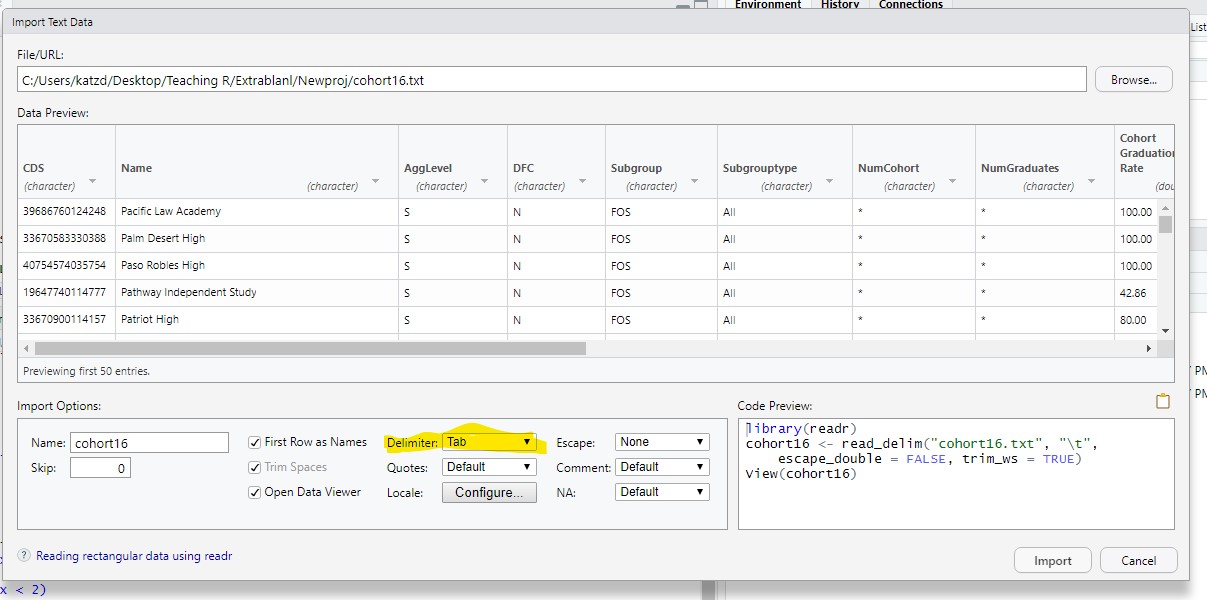 Environment History Connections
Import Text Data
List
File/URL:
C:/Users/katzd/Desktop/Teaching R/Extrablanl/Newproj/cohort16.txt Browse...
Data Preview:
CDS (character) Name (character) AggLevel (character) DFC (character) Subgroup (character) Subgrouptype (character) NumCohort (character) NumGraduates (character) Cohort Graduation Rate (dou
39686760124248 Pacific Law Academy S N FOS All * * 100.00
33670583330388 Palm Desert High S N FOS All * * 100.00
40754574035754 Paso Robles High S N FOS All * * 100.00
19647740114777 Pathway Independent Study S N FOS All * * 42.86
33670900114157 Patriot High S N FOS All * * 80.00
Previewing first 50 entries.
PM
PM
Import Options:
Name: cohort16 First Row as Names Delimiter: Tab Escape: None
Skip: 0 Trim Spaces Quotes: Default Comment: Default
Open Data Viewer Locale: Configure... NA: Default
Code Preview:
library(readr)
cohort16 <- read_delim("cohort16.txt", "\t",
escape_double = FALSE, trim_ws = TRUE)
View(cohort16)
? Reading rectangular data using readr
Import Cancel
x < 2)